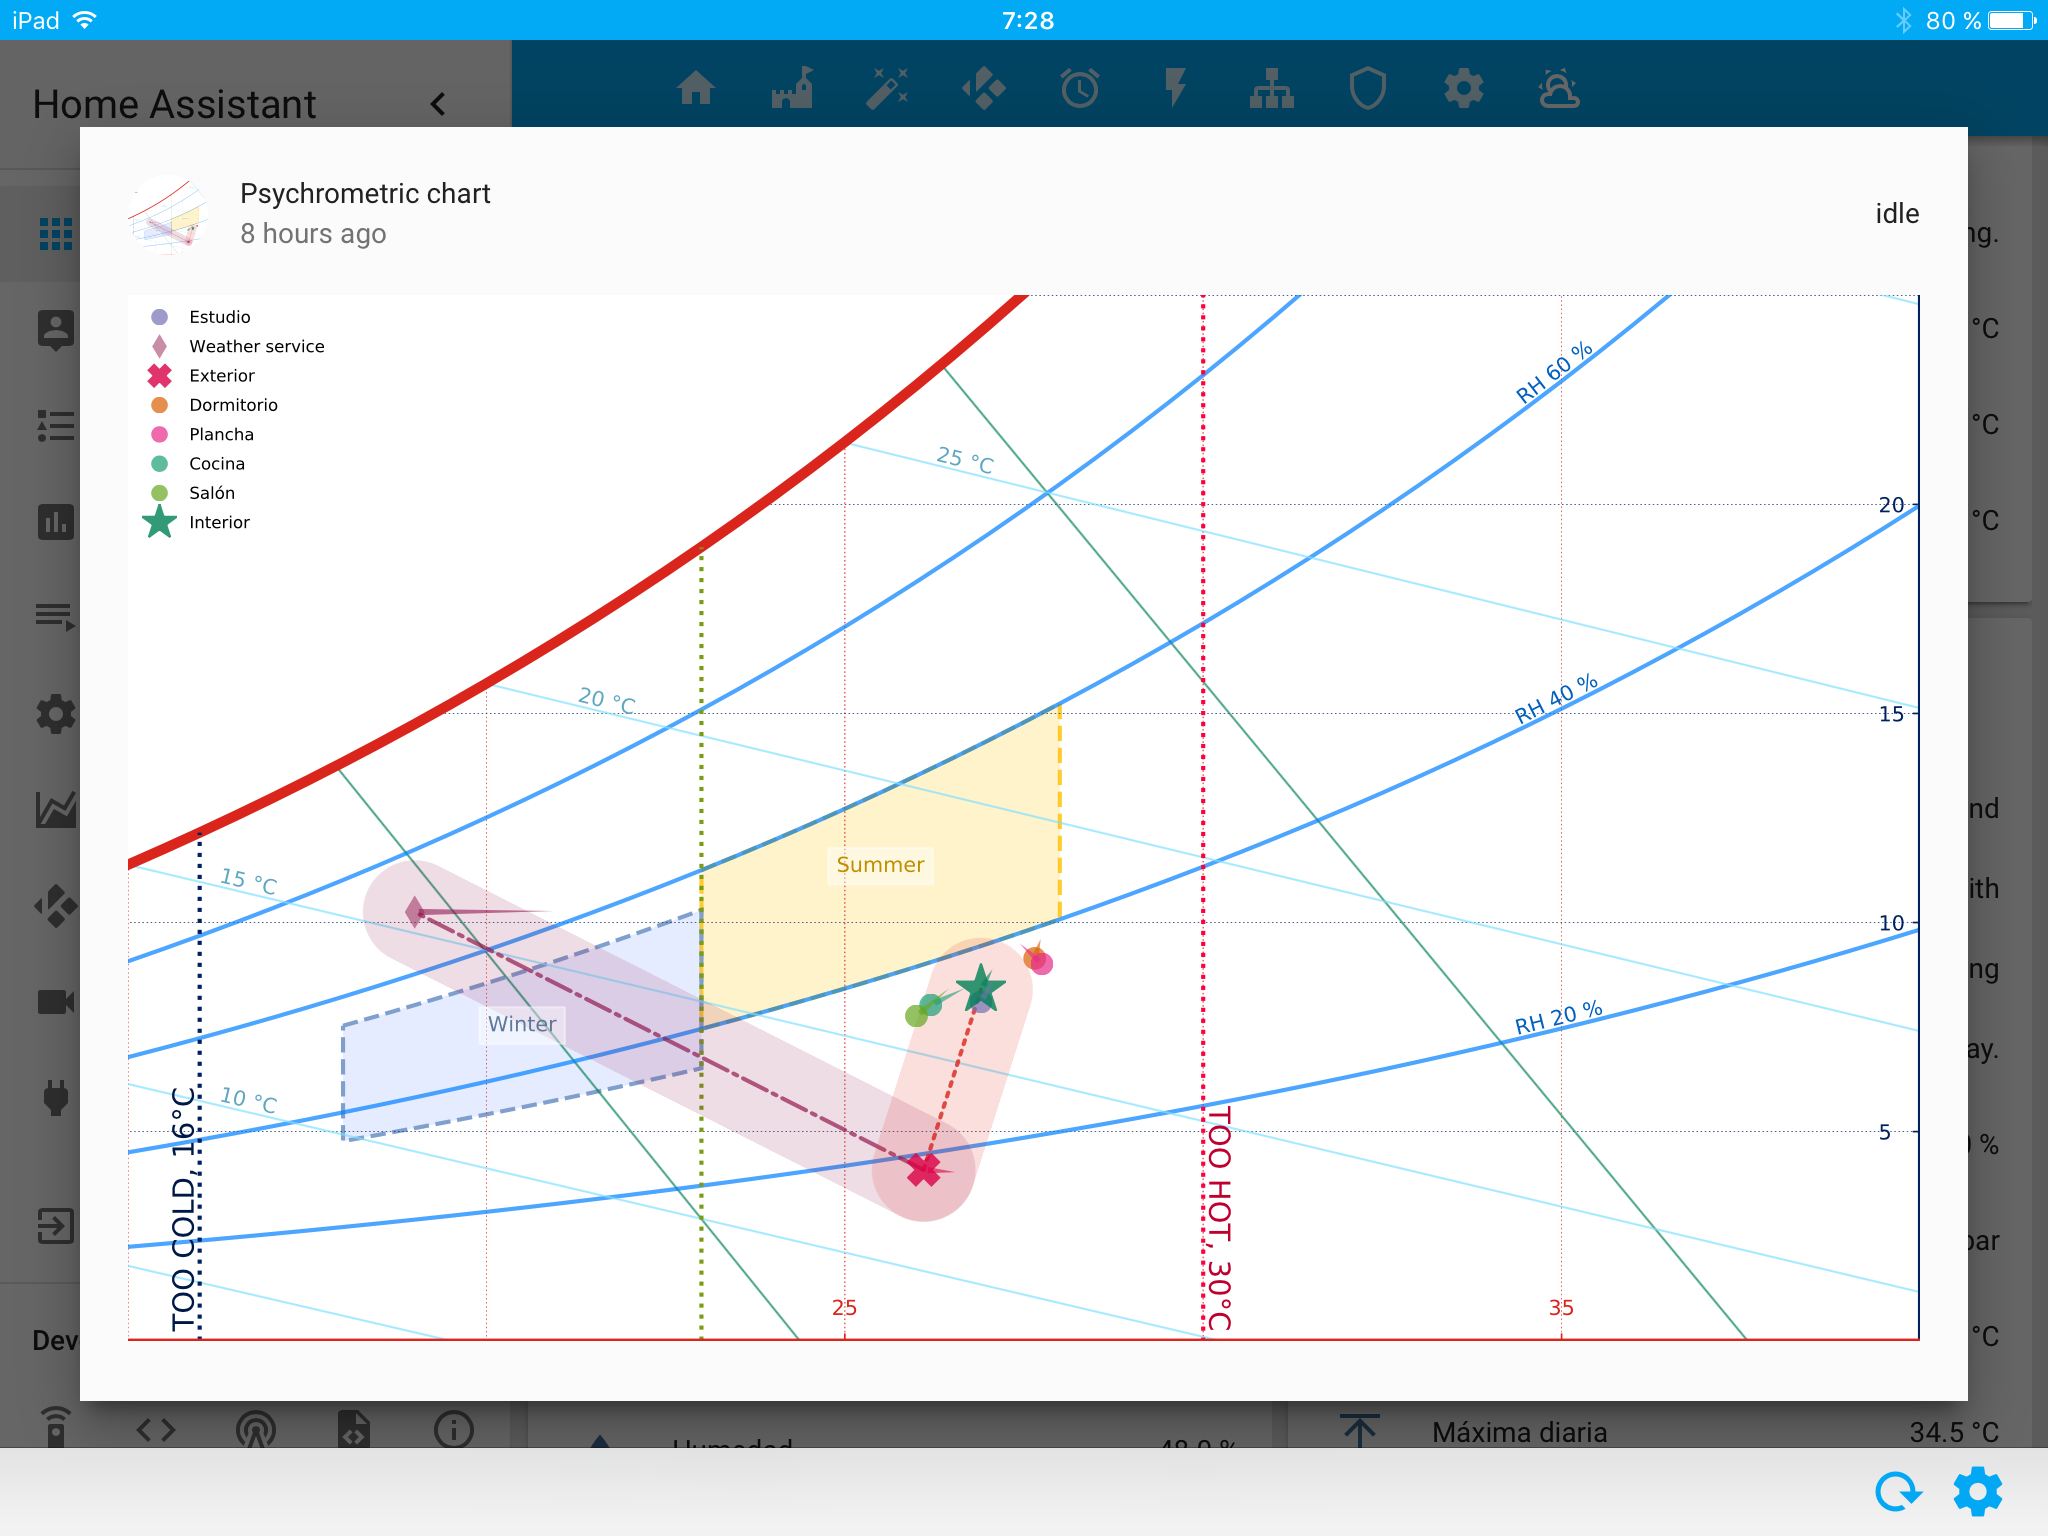 iPad 7:28 80 %
Home Assistant
Psychrometric chart
8 hours ago
idle
Estudio
Weather service
Exterior
Dormitorio
Plancha
Cocina
Salón
Interior
RH 60 %
25 °C
20
RH 40 %
20 °C
15
Summer
15 °C
10
Winter
RH 20 %
10 °C
5
TOO COLD, 16°C
TOO HOT, 30°C
25
35
ng.
°C
°C
°C
nd
ith
ng
ay.
%
bar
°C
Dev
Humedad 48.0 %
Máxima diaria 34.5 °C